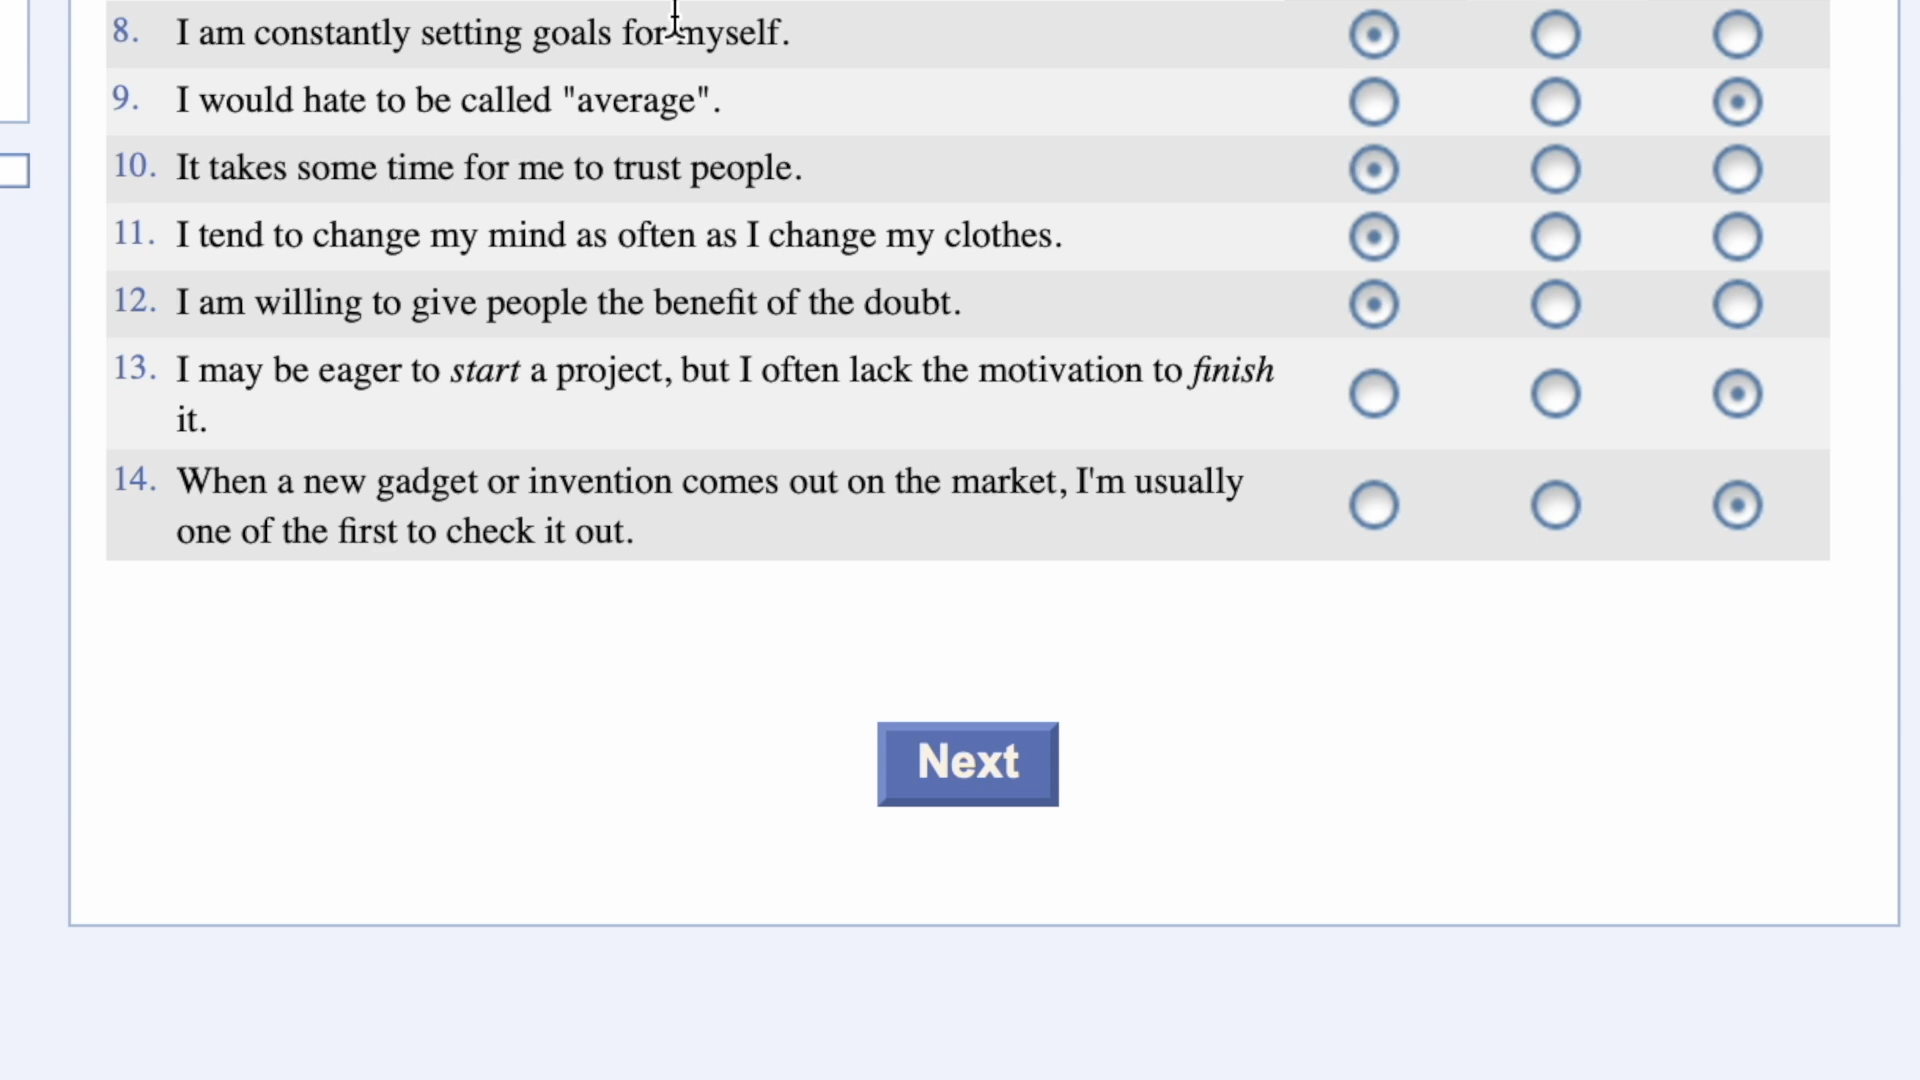 8. I am constantly setting goals for myself.
9. I would hate to be called "average".
10. It takes some time for me to trust people.
11. I tend to change my mind as often as I change my clothes.
12. I am willing to give people the benefit of the doubt.
13. I may be eager to start a project, but I often lack the motivation to finish
it.
14. When a new gadget or invention comes out on the market, I'm usually
one of the first to check it out.
Next